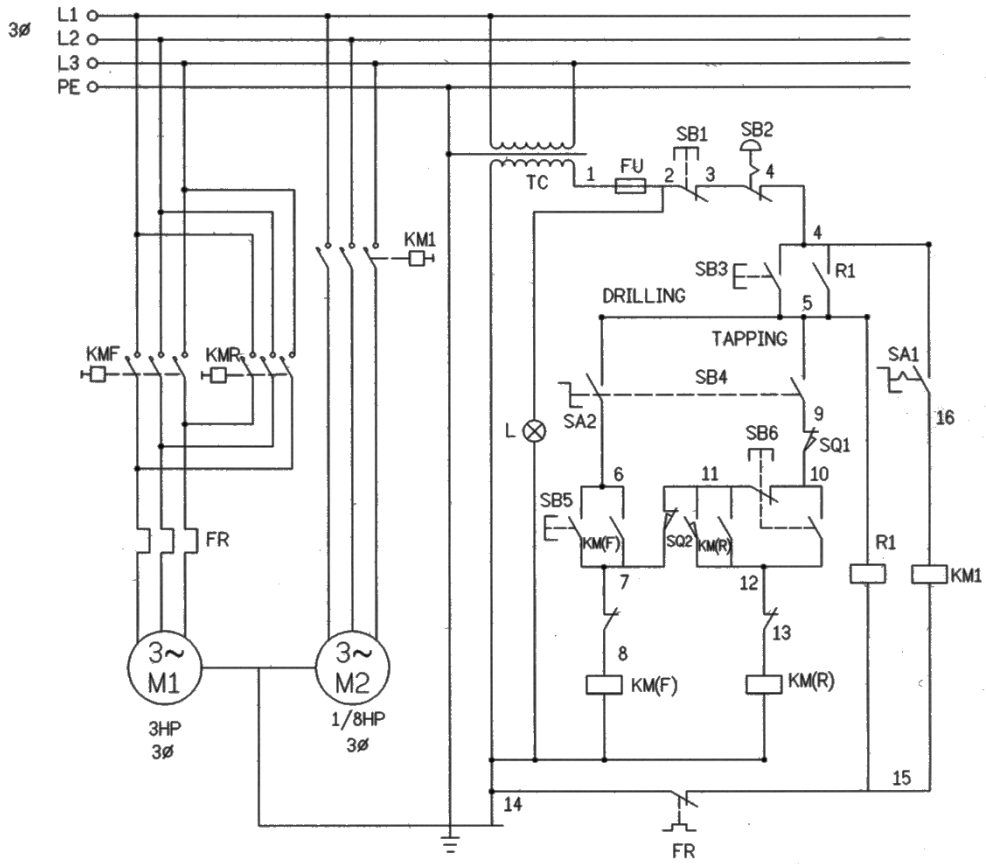 L1
3Ø
L2
L3
PE
SB1
SB2
FU
TC
1
2
3
4
4
KM1
SB3
R1
DRILLING
5
TAPPING
KMF
KMR
SB4
SA1
SA2
9
16
L
SQ1
SB6
6
11
10
SB5
KM(F)
SQ2
KM(R)
FR
R1
7
12
KM1
13
8
3~
M1
3~
M2
KM(F)
KM(R)
3HP
3Ø
1/8HP
3Ø
15
14
FR